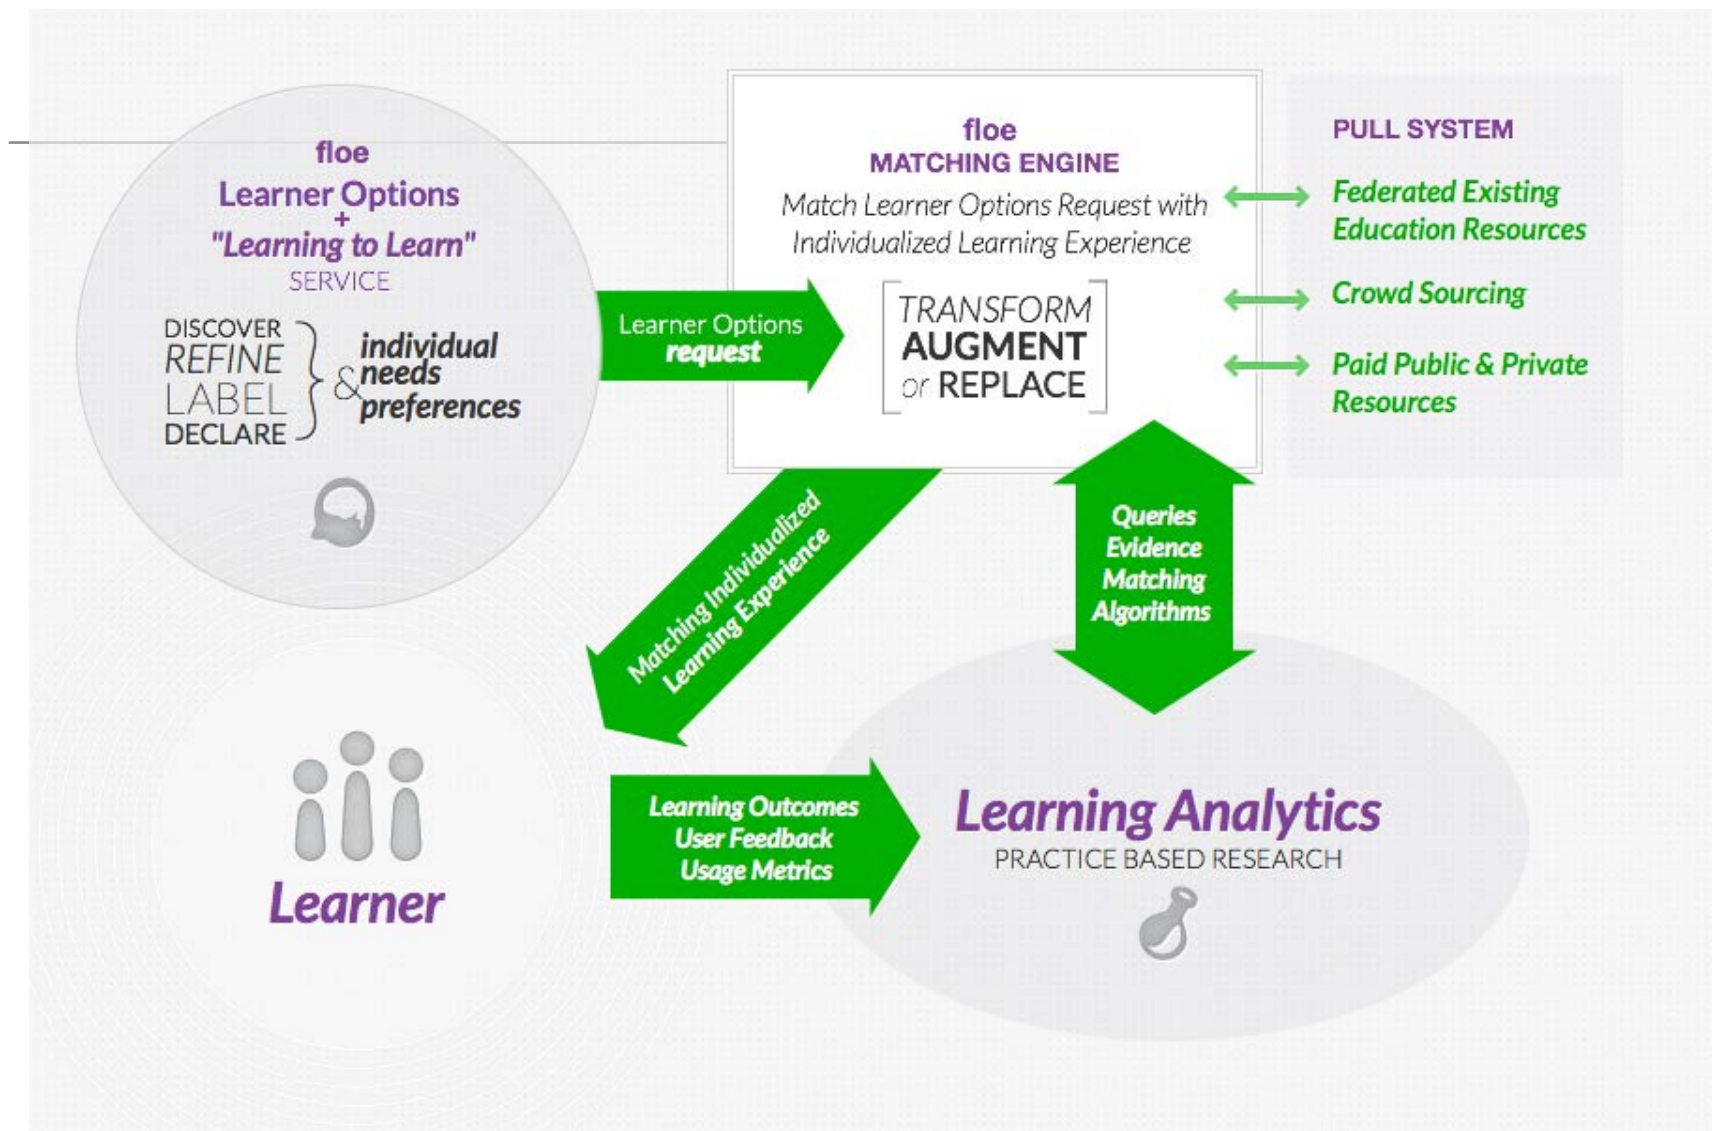 floe
Learner Options
+
"Learning to Learn"
SERVICE
DISCOVER
REFINE
LABEL
DECLARE
&
individual
needs
preferences
Learner Options
request
floe
MATCHING ENGINE
Match Learner Options Request with
Individualized Learning Experience
TRANSFORM
AUGMENT
or REPLACE
PULL SYSTEM
Federated Existing
Education Resources
Crowd Sourcing
Paid Public & Private
Resources
Matching Individualized
Learning Experience
Queries
Evidence
Matching
Algorithms
Learner
Learning Outcomes
User Feedback
Usage Metrics
Learning Analytics
PRACTICE BASED RESEARCH